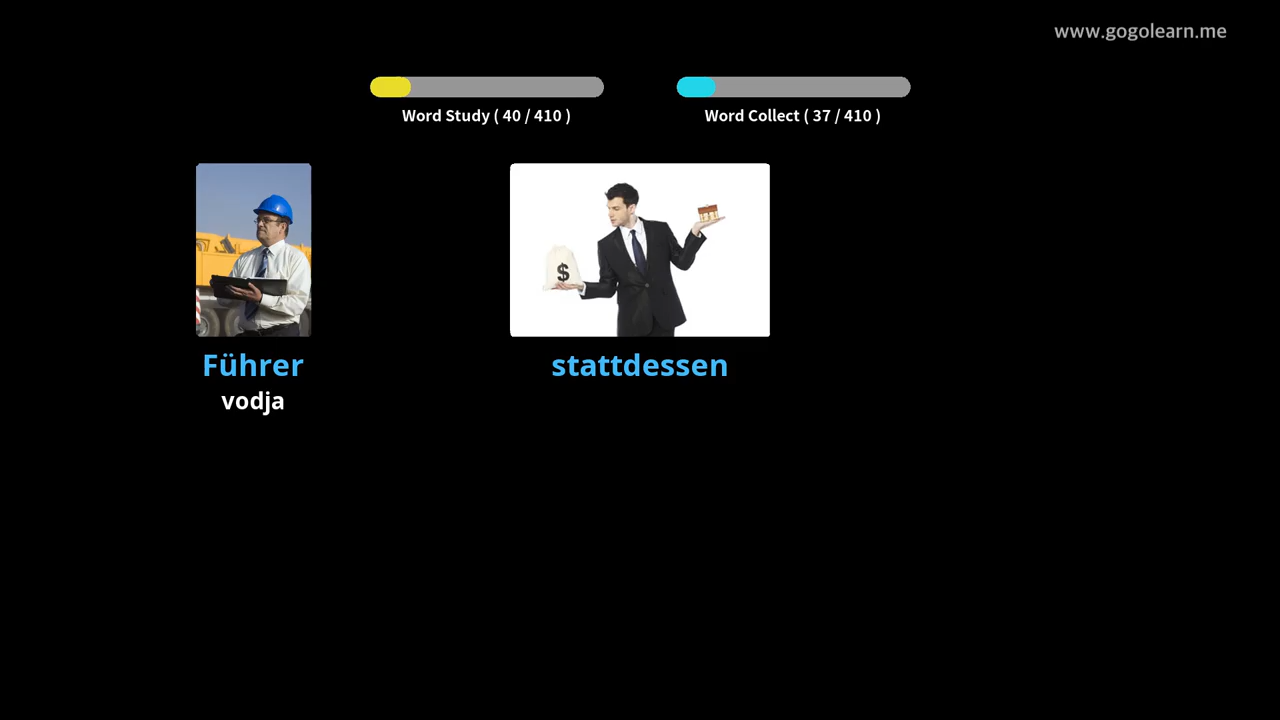 www.gogolearn.me
Word Study ( 40 / 410 )
Word Collect ( 37 / 410 )
$
Führer
vodja
stattdessen